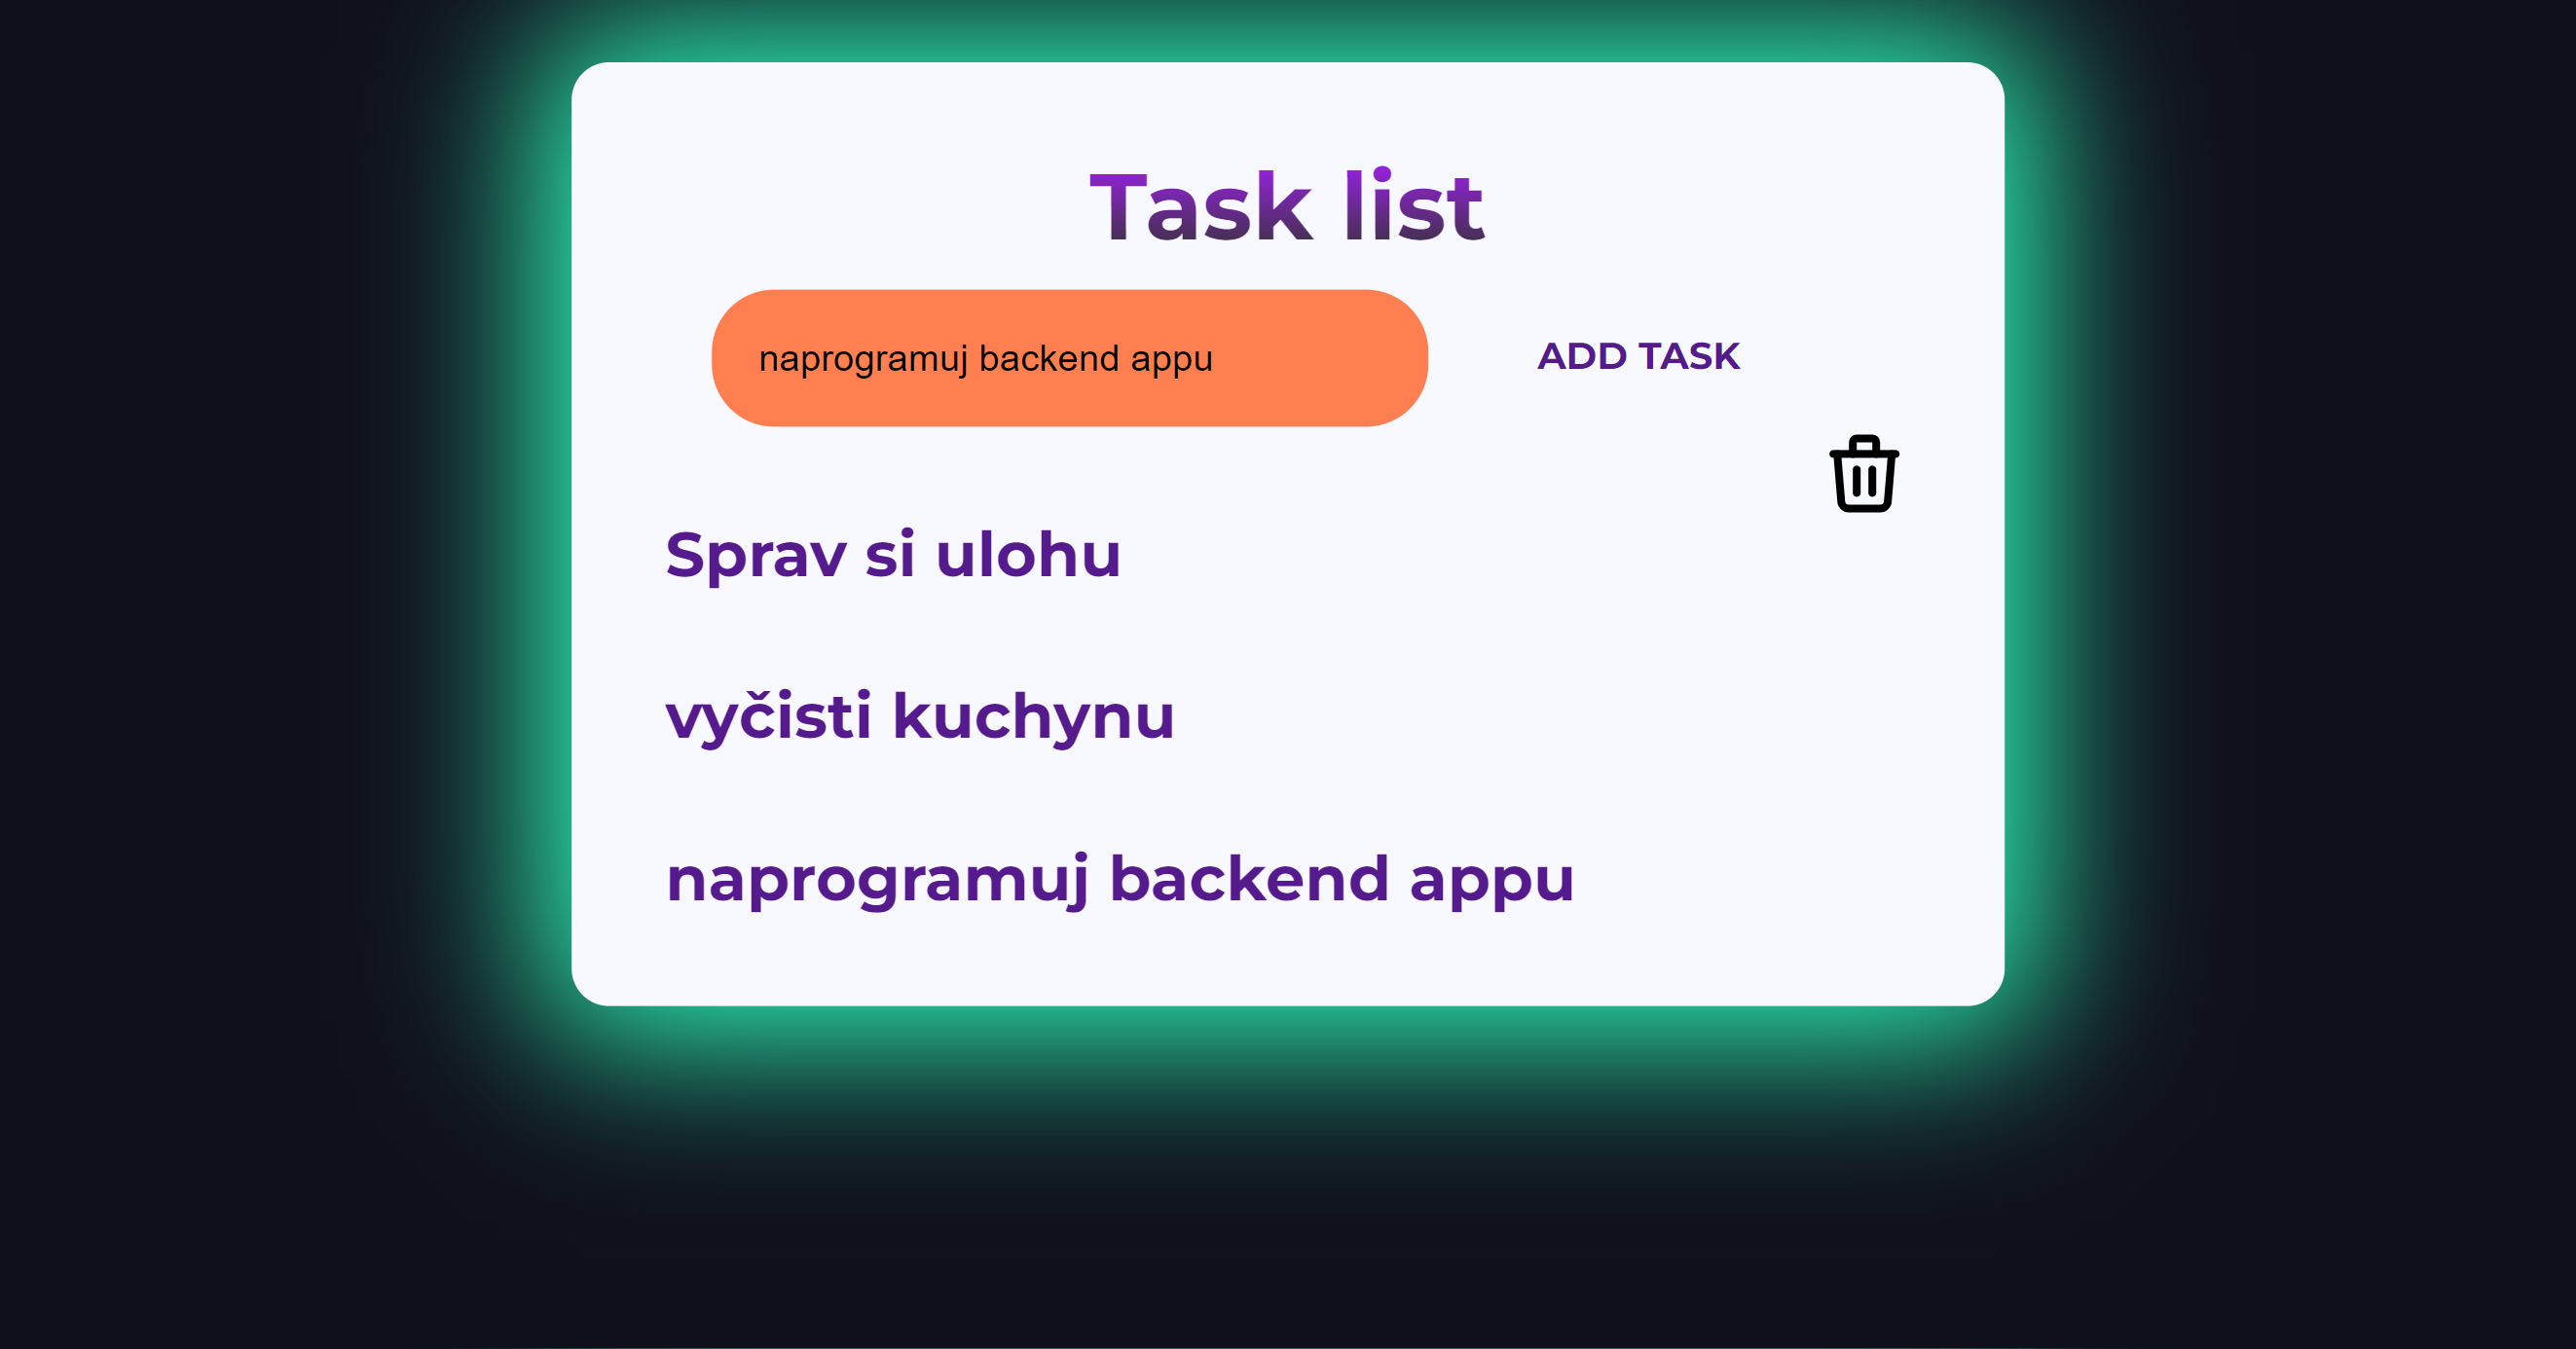 Task list
naprogramuj backend appu
ADD TASK
Sprav si ulohu
vyčisti kuchynu
naprogramuj backend appu